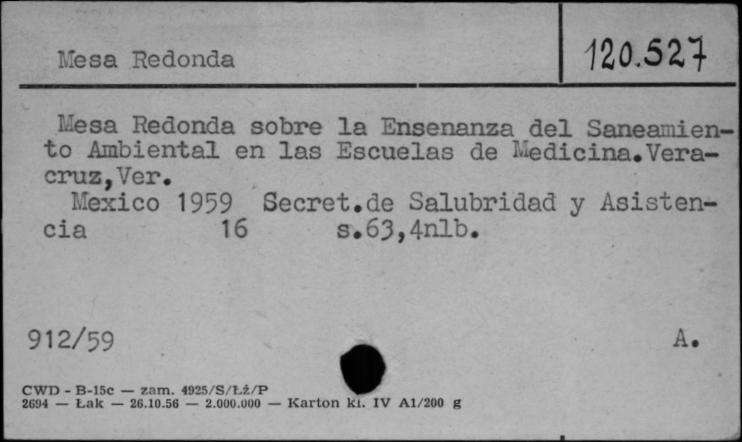 Mesa Redonda
120.527
Mesa Redonda sobre la Ensenanza del Saneamien-
to Ambiental en las Escuelas de Medicina.Vera-
cruz,Ver.
Mexico 1959 Secret.de Salubridad y Asisten-
cia 16 s.63,4nlb.
912/59
A.
CWD - B-15c — zam. 4925/S/Łż/P
2694 — Łak — 26.10.56 — 2.000.000 — Karton kl. IV A1/200 g